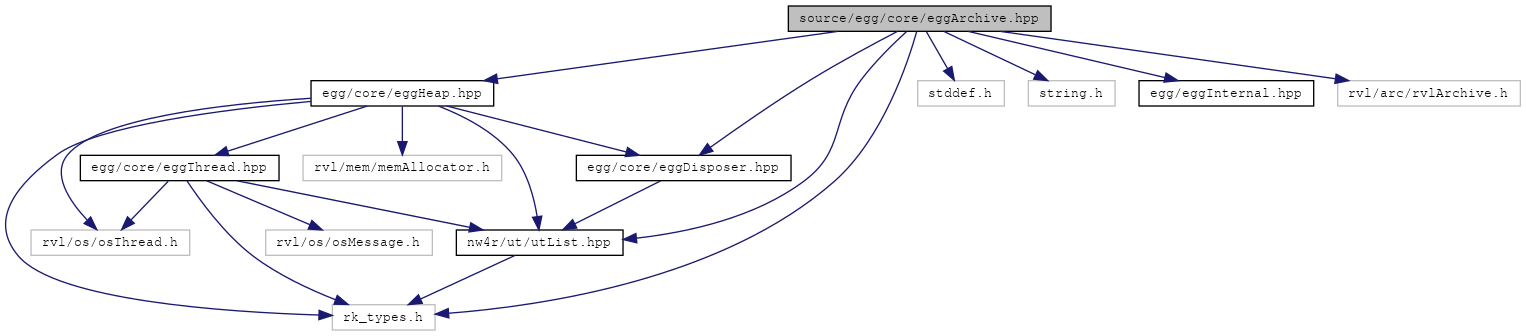 source/egg/core/eggArchive.hpp
egg/core/eggHeap.hpp
stddef.h
string.h
egg/eggInternal.hpp
rvl/arc/rvlArchive.h
egg/core/eggThread.hpp
rvl/mem/memAllocator.h
egg/core/eggDisposer.hpp
rvl/os/osThread.h
rvl/os/osMessage.h
nw4r/ut/utList.hpp
rk_types.h